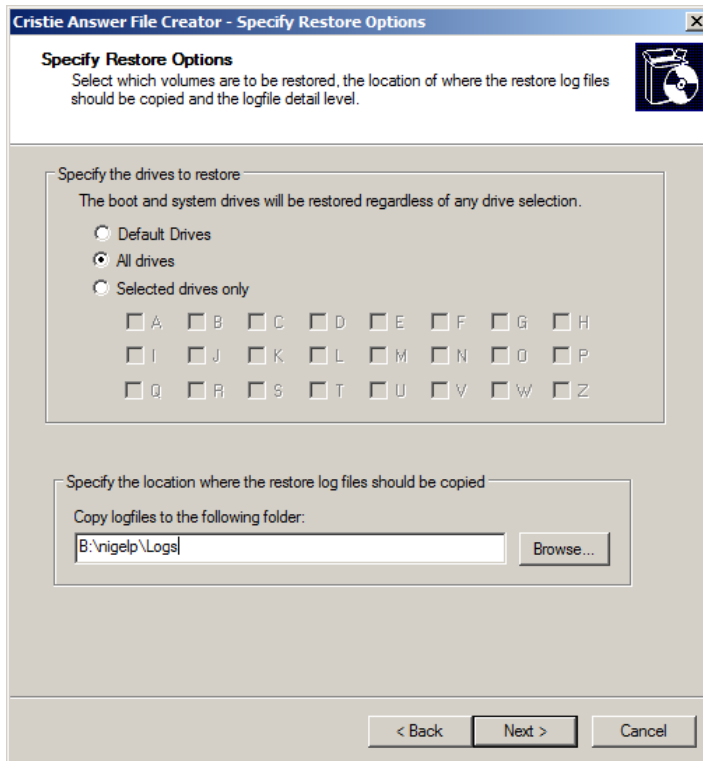 Cristie Answer File Creator - Specify Restore Options
Specify Restore Options
Select which volumes are to be restored, the location of where the restore log files
should be copied and the logfile detail level.
Specify the drives to restore
The boot and system drives will be restored regardless of any drive selection.
Default Drives
All drives
Selected drives only
A B C D E F G H
I J K L M N O P
Q R S T U V W Z
Specify the location where the restore log files should be copied
Copy logfiles to the following folder:
B:\nigelp\Logs
Browse...
< Back Next > Cancel